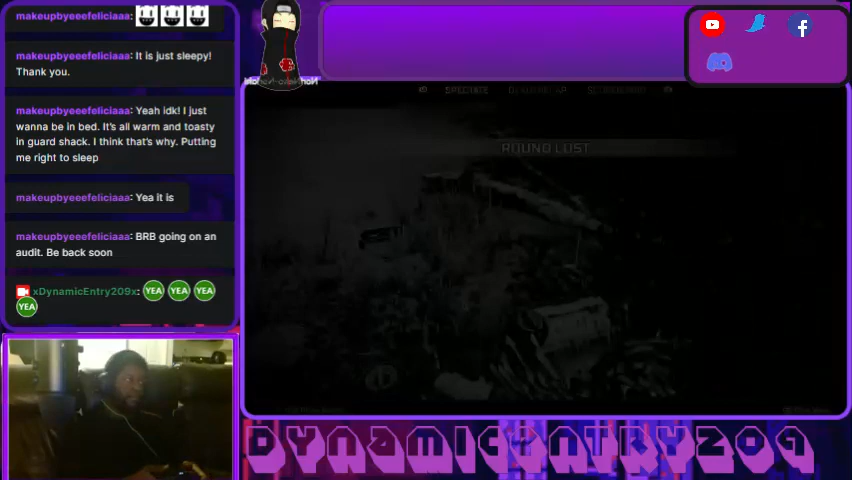 makeupbyeeefeliciaaa:
makeupbyeeefeliciaaa: It is just sleepy!
Thank you.
makeupbyeeefeliciaaa: Yeah idk! I just
wanna be in bed. It's all warm and toasty
in guard shack. I think that's why. Putting
me right to sleep
makeupbyeeefeliciaaa: Yea it is
makeupbyeeefeliciaaa: BRB going on an
audit. Be back soon
xDynamicEntry209x: YEA YEA YEA
YEA
SPECTATE
SCOREBOARD
ROUND LOST
DYNAMICENTRY209